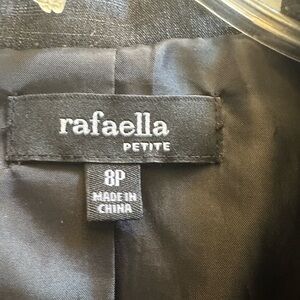 rafaella
PETITE
8P
MADE IN
CHINA